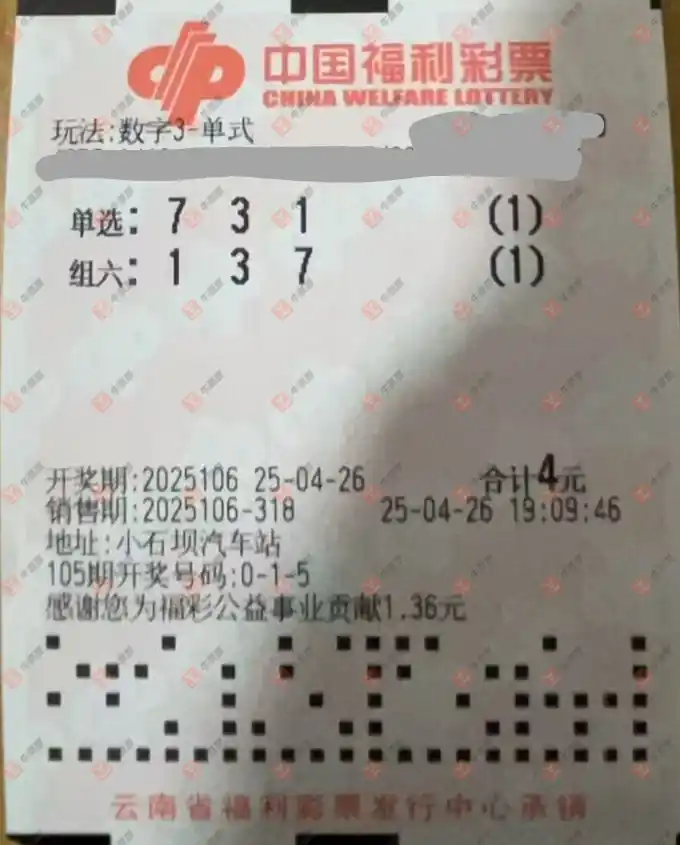 中国福利彩票
CHINA WELFARE LOTTERY
玩法:数字3-单式
单选: 7 3 1 (1)
组六: 1 3 7 (1)
开奖期:2025106 25-04-26 合计4元
销售期:2025106-318 25-04-26 19:09:46
地址:小石坝汽车站
105期开奖号码:0-1-5
感谢您为福彩公益事业贡献1.36元
云南省福利彩票发行中心承销